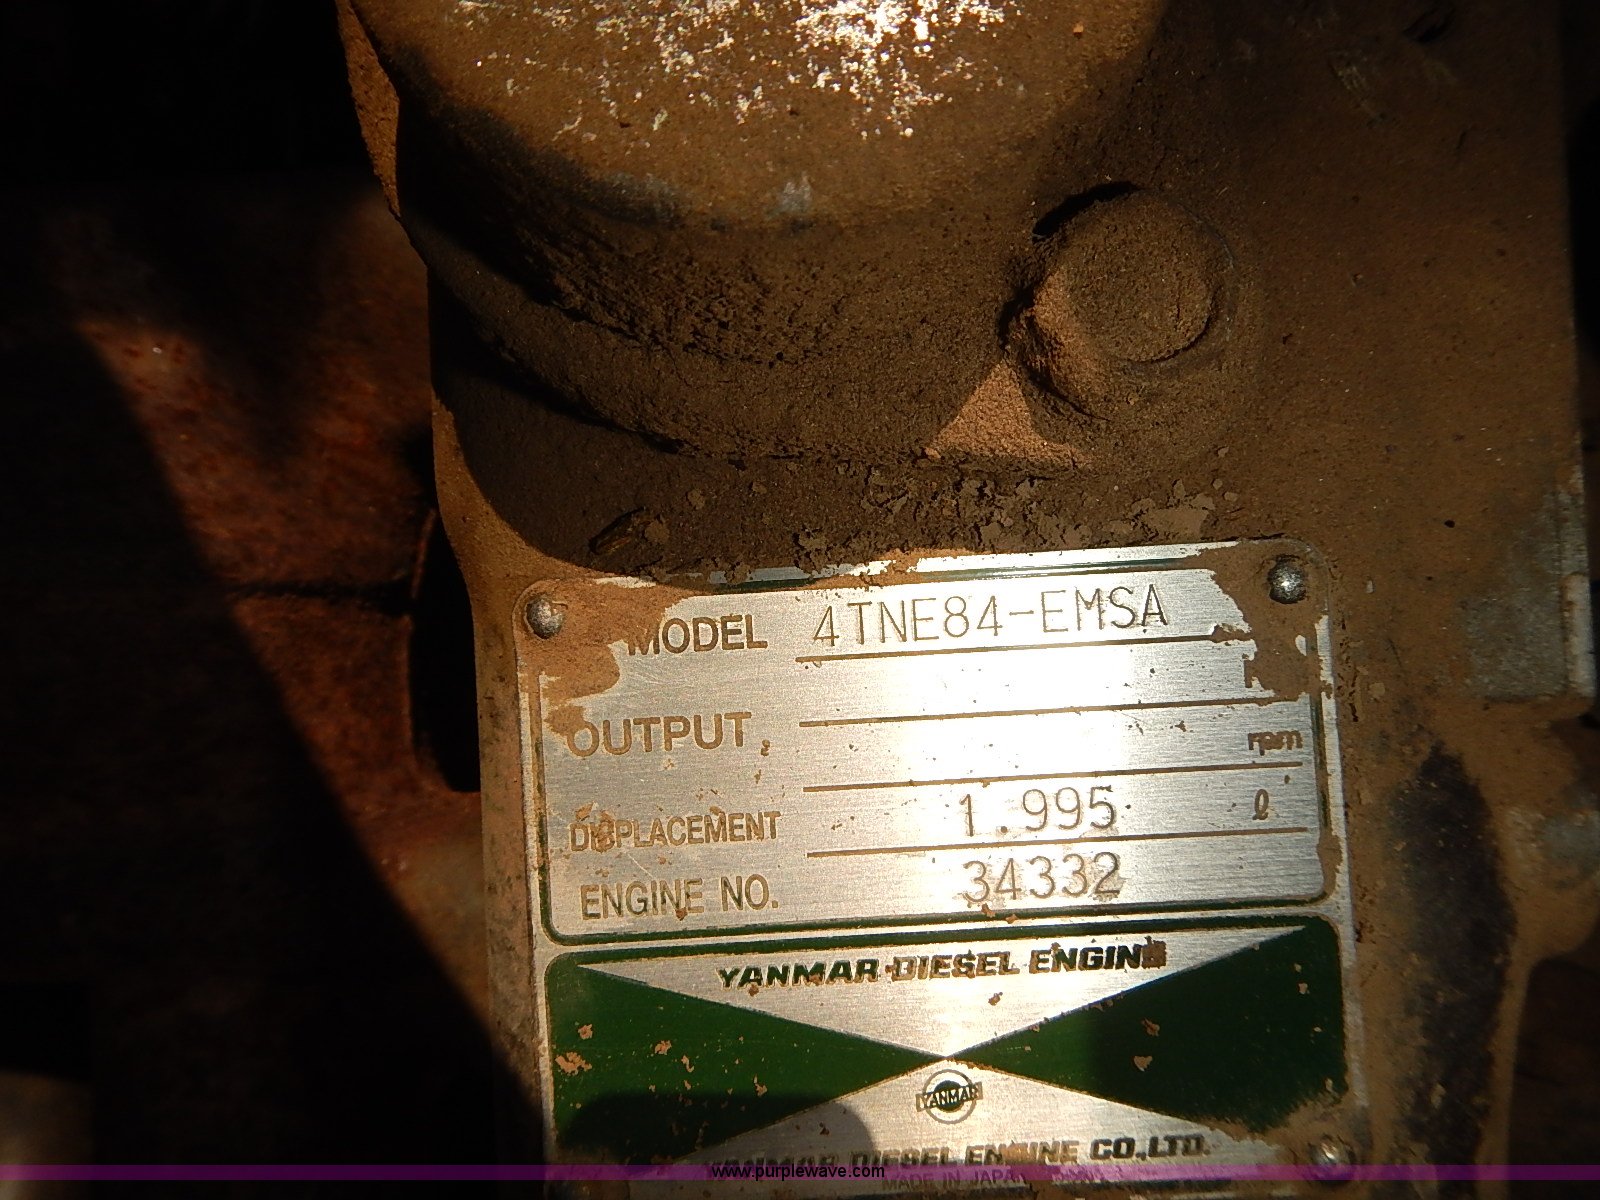 MODEL 4TNE84-EMSA
OUTPUT
rpm
DISPLACEMENT 1.995 ℓ
ENGINE NO. 34332
YANMAR DIESEL ENGINE
YANMAR
YANMAR DIESEL ENGINE CO.,LTD.
MADE IN JAPAN
www.purplewave.com